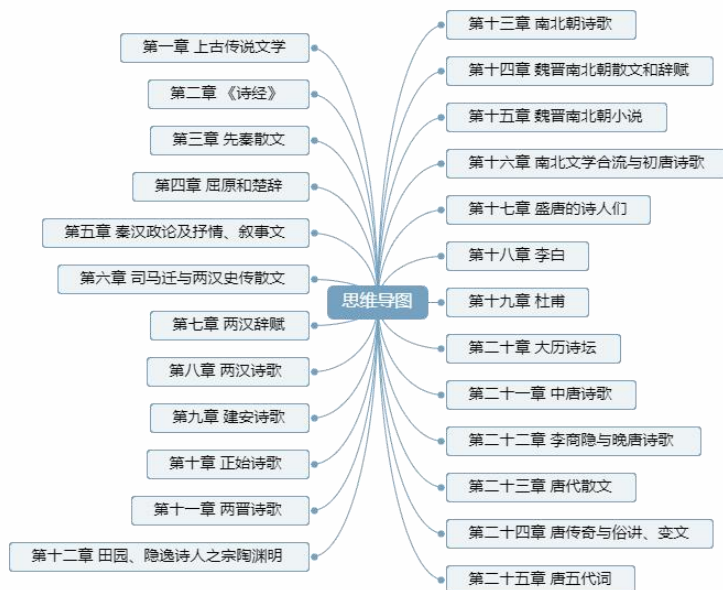 第一章 上古传说文学
第二章 《诗经》
第三章 先秦散文
第四章 屈原和楚辞
第五章 秦汉政论及抒情、叙事文
第六章 司马迁与两汉史传散文
第七章 两汉辞赋
第八章 两汉诗歌
第九章 建安诗歌
第十章 正始诗歌
第十一章 两晋诗歌
第十二章 田园、隐逸诗人之宗陶渊明
思维导图
第十三章 南北朝诗歌
第十四章 魏晋南北朝散文和辞赋
第十五章 魏晋南北朝小说
第十六章 南北文学合流与初唐诗歌
第十七章 盛唐的诗人们
第十八章 李白
第十九章 杜甫
第二十章 大历诗坛
第二十一章 中唐诗歌
第二十二章 李商隐与晚唐诗歌
第二十三章 唐代散文
第二十四章 唐传奇与俗讲、变文
第二十五章 唐五代词